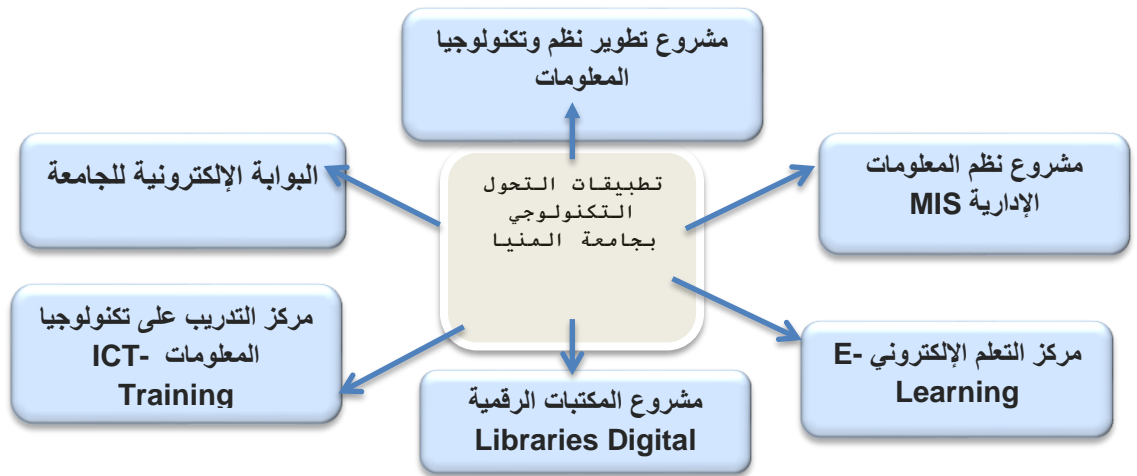 مشروع تطوير نظم وتكنولوجيا
المعلومات
مشروع نظم المعلومات
الإدارية MIS
البوابة الإلكترونية للجامعة
تطبيقات التحول
التكنولوجي
بجامعة المنيا
مركز التعلم الإلكتروني E-
Learning
مركز التدريب على تكنولوجيا
المعلومات ICT-
Training
مشروع المكتبات الرقمية
Libraries Digital